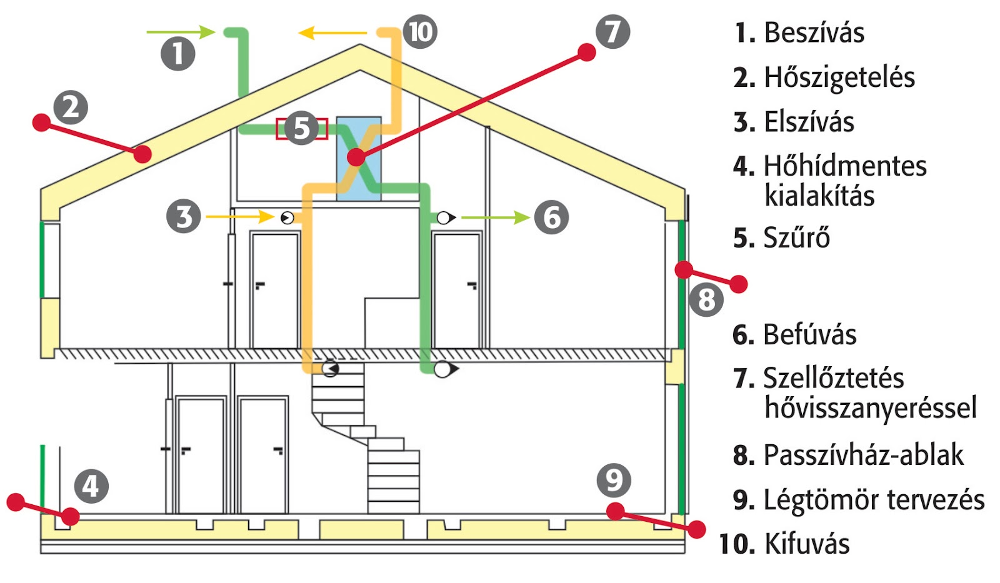 1
10
7
2
5
3
6
8
4
9
1. Beszívás
2. Hőszigetelés
3. Elszívás
4. Hőhídmentes
kialakítás
5. Szűrő
6. Befúvás
7. Szellőztetés
hővisszanyeréssel
8. Passzívház-ablak
9. Légtömör tervezés
10. Kifuvás